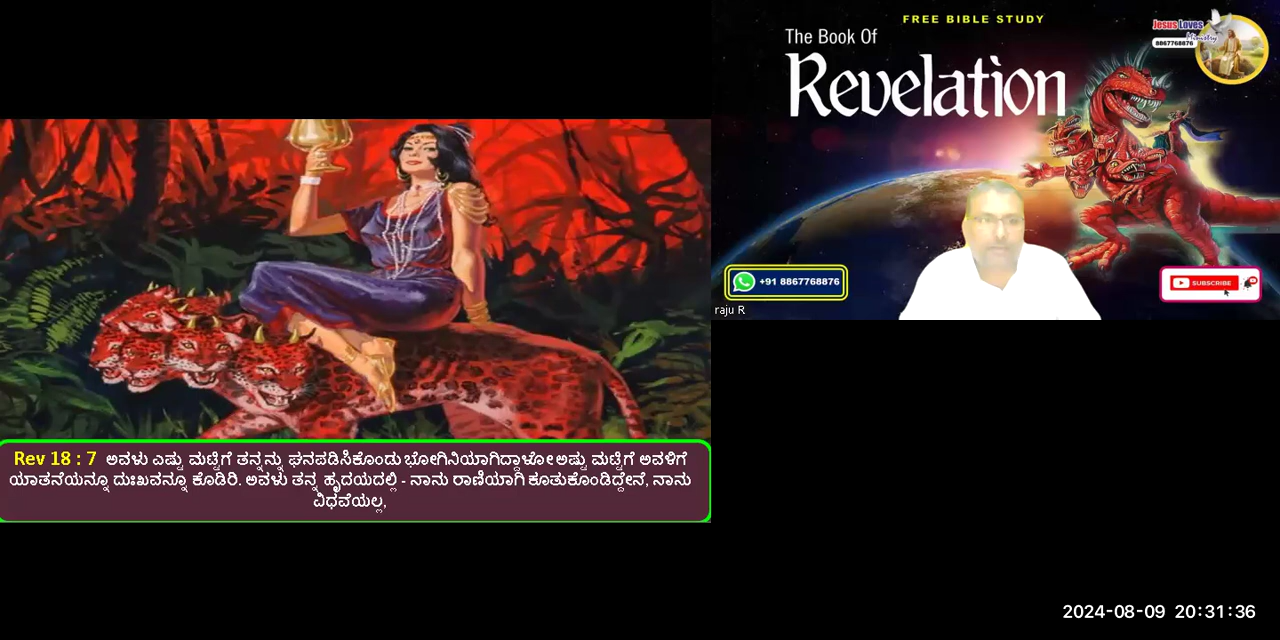 FREE BIBLE STUDY
The Book Of
Revelation
Jesus Loves
Ministry
8867768876
+91 8867768876
SUBSCRIBE
raju R
Rev 18 : 7 ಅವಳು ಎಷ್ಟು ಮಟ್ಟಿಗೆ ತನ್ನನ್ನು ಘನಪಡಿಸಿಕೊಂಡು ಭೋಗಿನಿಯಾಗಿದ್ದಾಳೋ ಅಷ್ಟು ಮಟ್ಟಿಗೆ ಅವಳಿಗೆ
ಯಾತನೆಯನ್ನೂ ದುಃಖವನ್ನೂ ಕೊಡಿರಿ. ಅವಳು ತನ್ನ ಹೃದಯದಲ್ಲಿ - ನಾನು ರಾಣಿಯಾಗಿ ಕೂತುಕೊಂಡಿದ್ದೇನೆ, ನಾನು
ವಿಧವೆಯಲ್ಲ,
2024-08-09 20:31:36